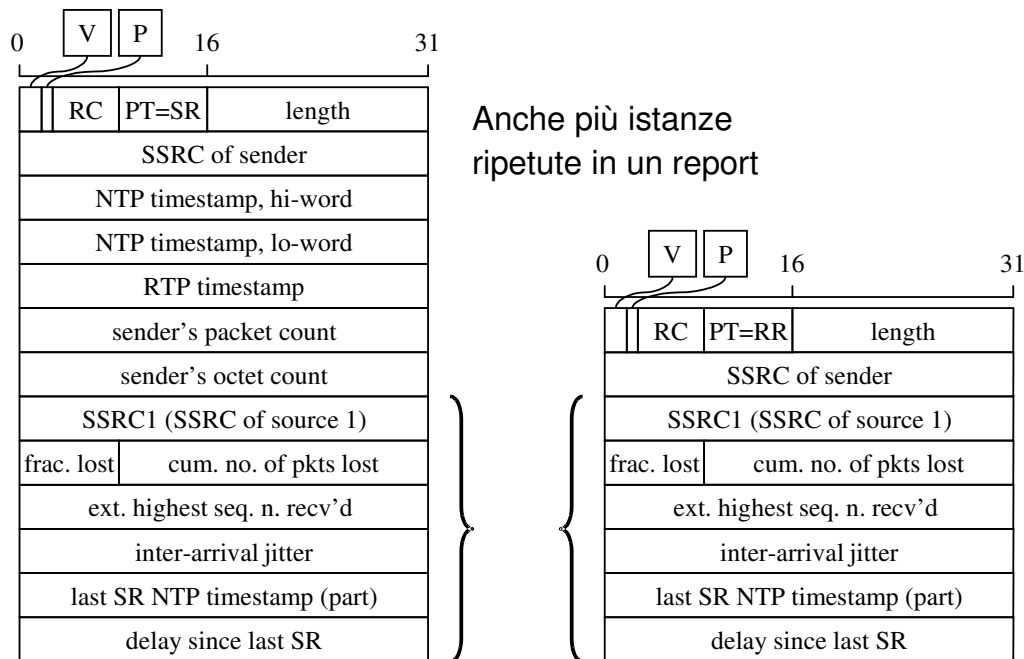 V P
0 16 31
RC PT=SR length
SSRC of sender
NTP timestamp, hi-word
NTP timestamp, lo-word
RTP timestamp
sender's packet count
sender's octet count
SSRC1 (SSRC of source 1)
frac. lost cum. no. of pkts lost
ext. highest seq. n. recv'd
inter-arrival jitter
last SR NTP timestamp (part)
delay since last SR
Anche più istanze
ripetute in un report
V P
0 16 31
RC PT=RR length
SSRC of sender
SSRC1 (SSRC of source 1)
frac. lost cum. no. of pkts lost
ext. highest seq. n. recv'd
inter-arrival jitter
last SR NTP timestamp (part)
delay since last SR